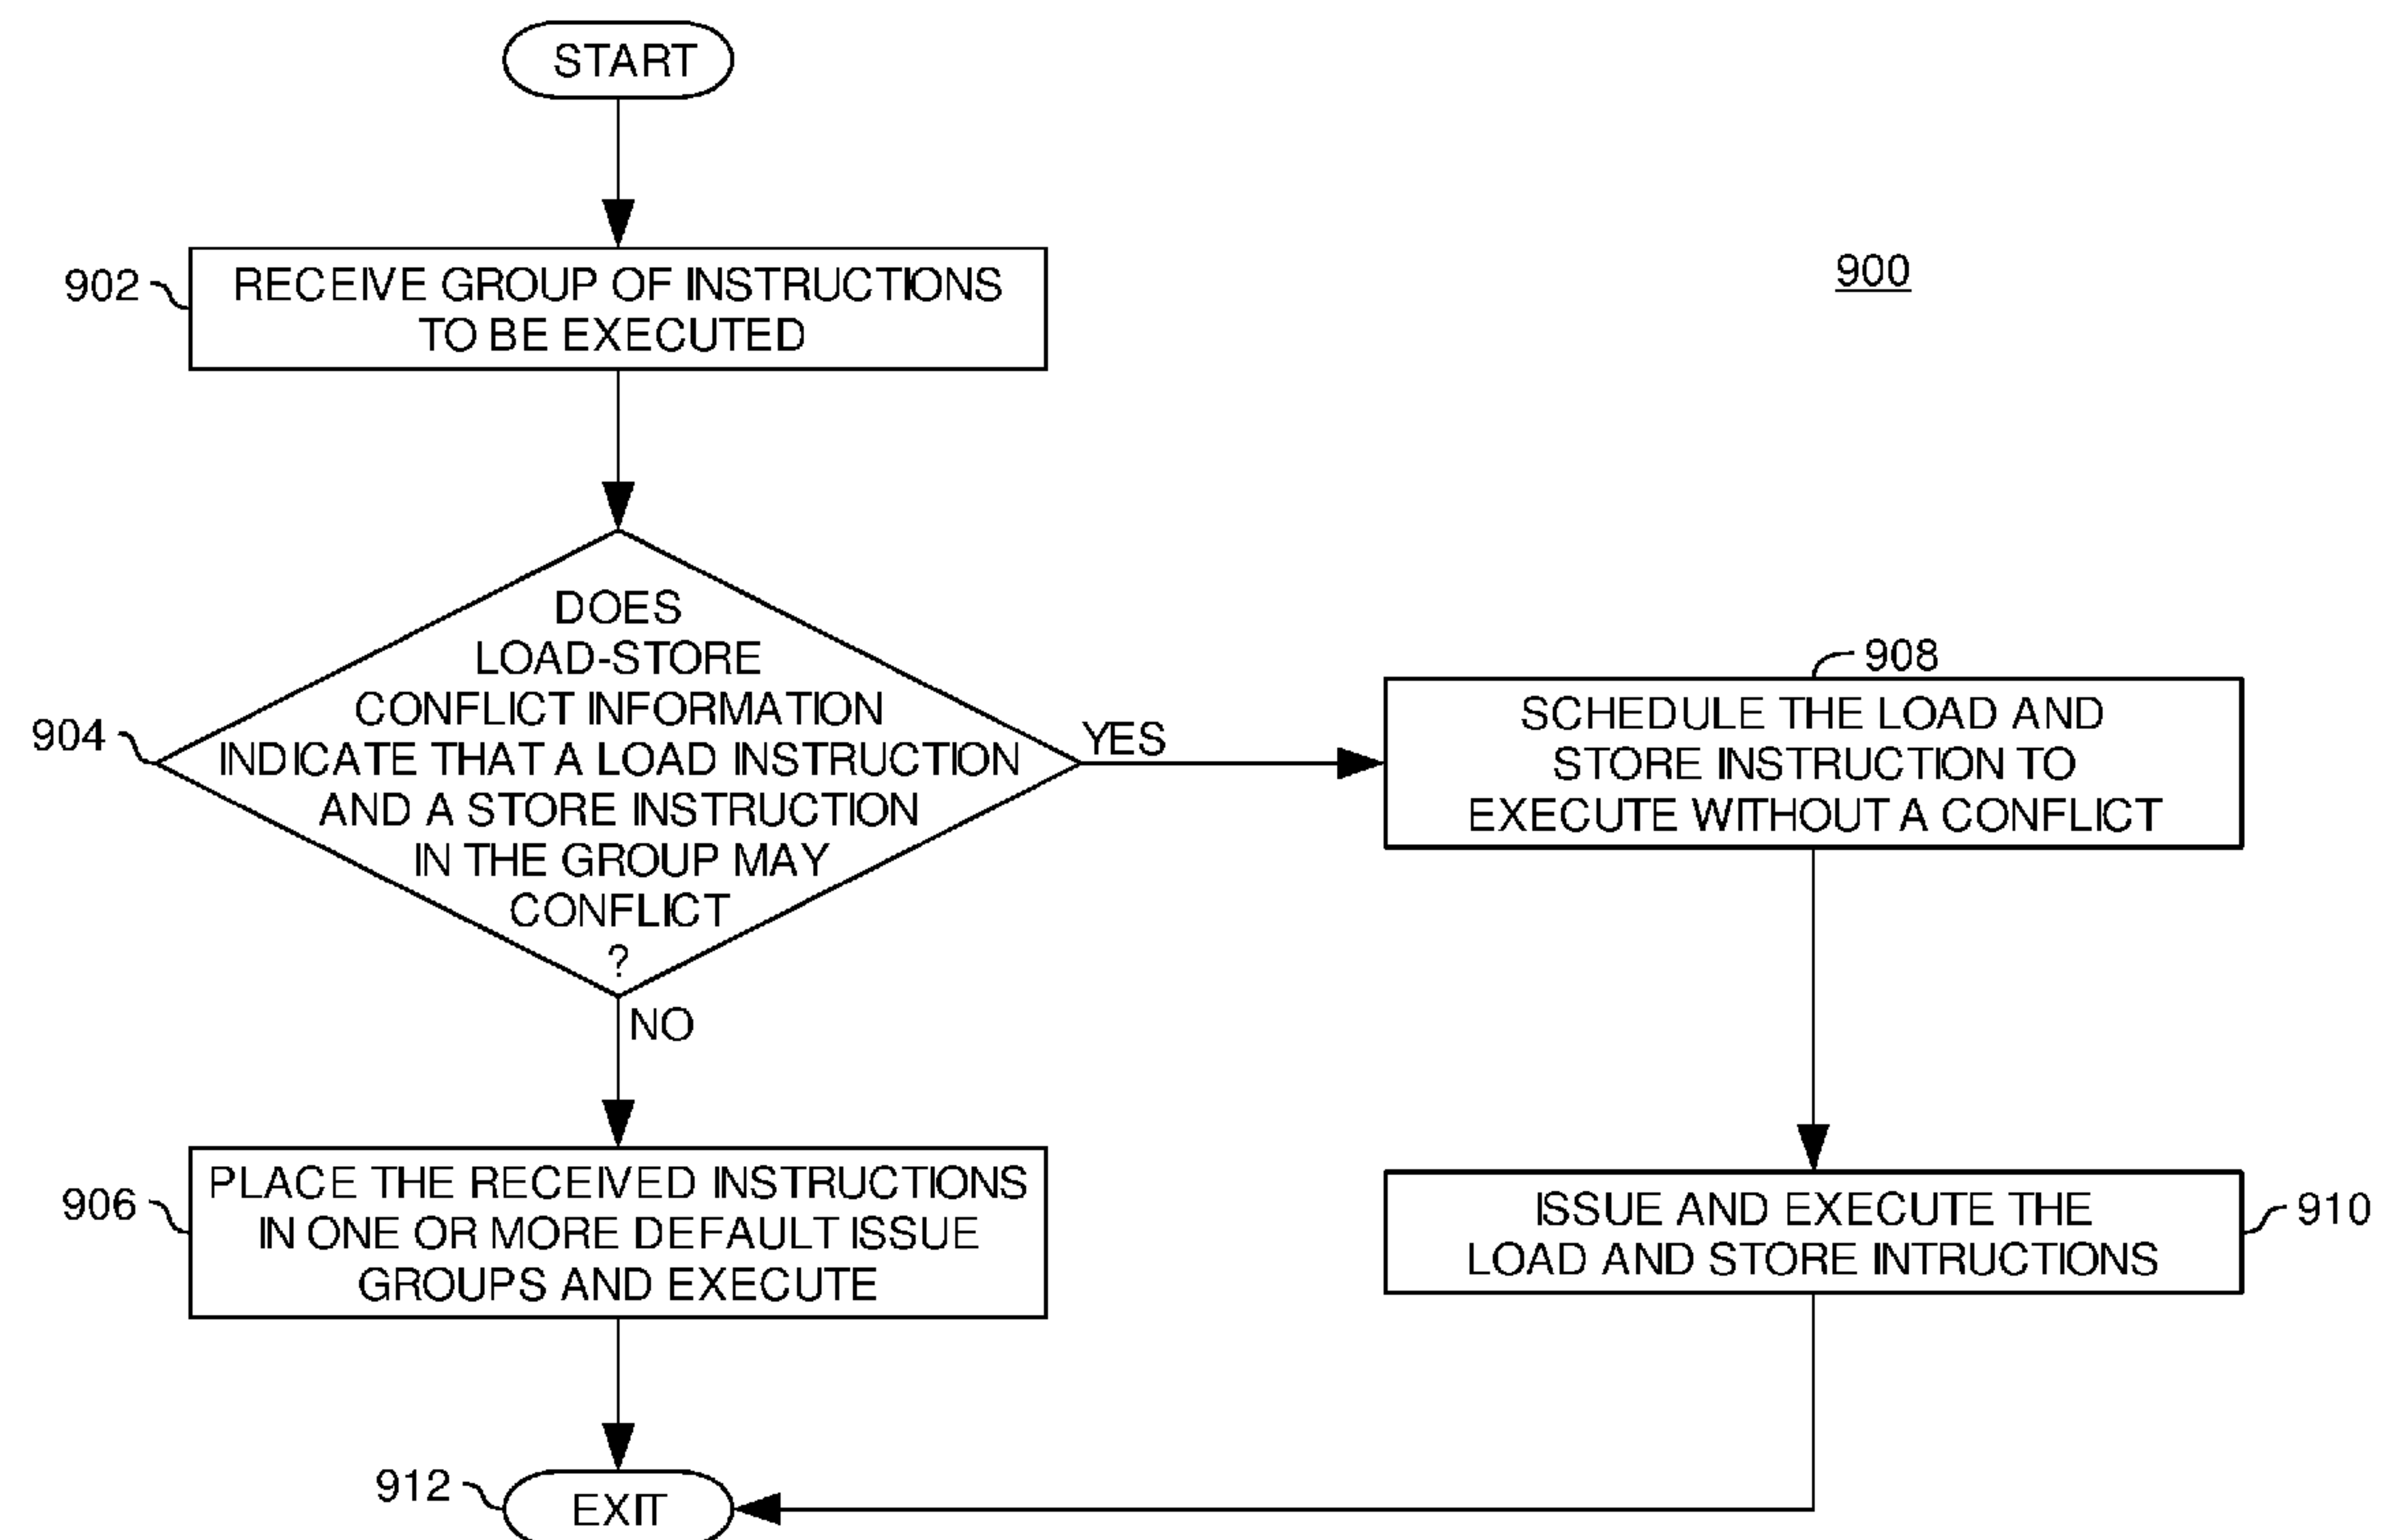 START
902
RECEIVE GROUP OF INSTRUCTIONS
TO BE EXECUTED
900
904
DOES
LOAD-STORE
CONFLICT INFORMATION
INDICATE THAT A LOAD INSTRUCTION
AND A STORE INSTRUCTION
IN THE GROUP MAY
CONFLICT
?
YES
NO
908
SCHEDULE THE LOAD AND
STORE INSTRUCTION TO
EXECUTE WITHOUT A CONFLICT
906
PLACE THE RECEIVED INSTRUCTIONS
IN ONE OR MORE DEFAULT ISSUE
GROUPS AND EXECUTE
ISSUE AND EXECUTE THE
LOAD AND STORE INTRUCTIONS
910
912
EXIT